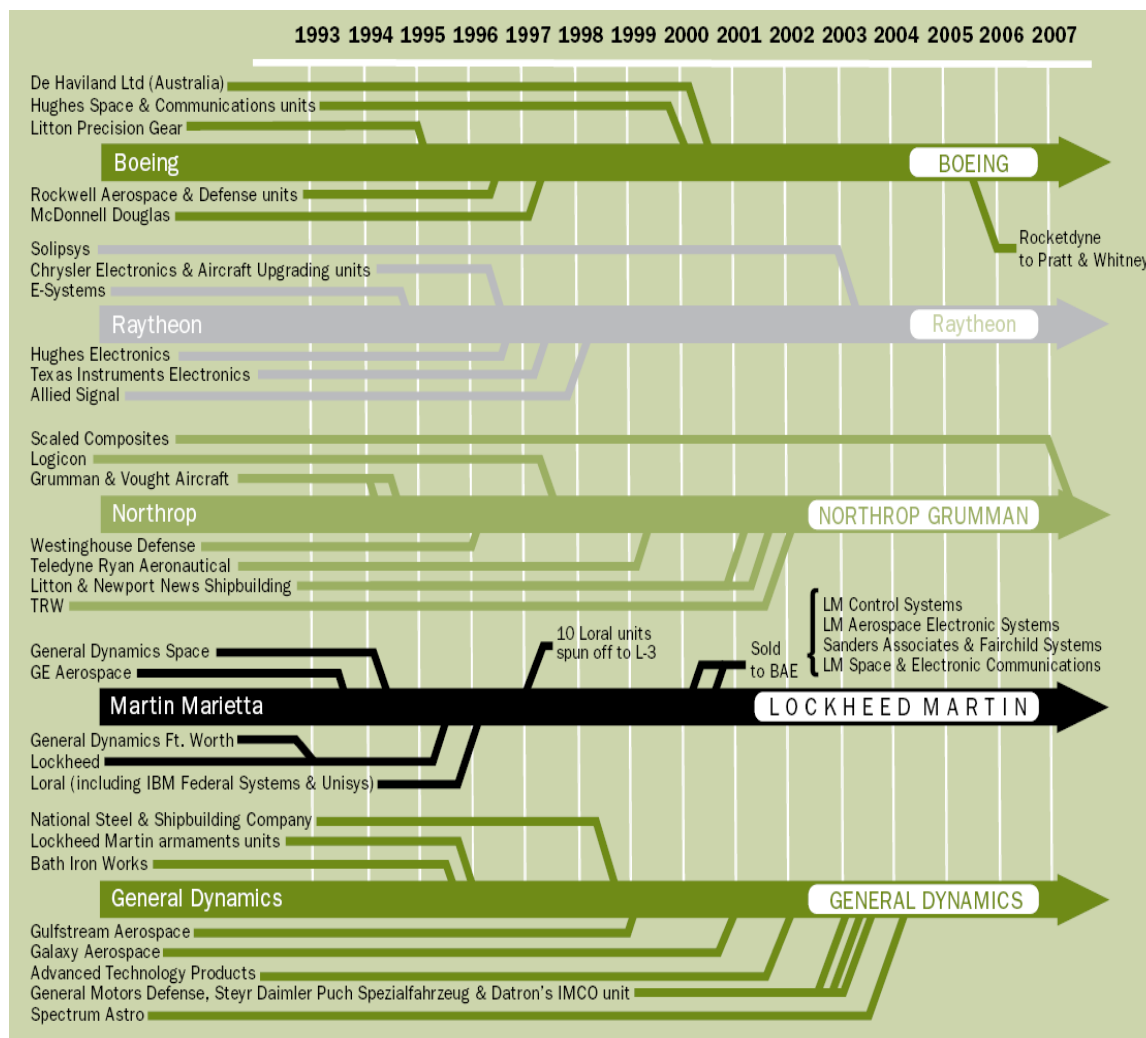 1993 1994 1995 1996 1997 1998 1999 2000 2001 2002 2003 2004 2005 2006 2007
De Haviland Ltd (Australia)
Hughes Space & Communications units
Litton Precision Gear
Boeing
BOEING
Rockwell Aerospace & Defense units
McDonnell Douglas
Rocketdyne
to Pratt & Whitney
Solipsys
Chrysler Electronics & Aircraft Upgrading units
E-Systems
Raytheon
Raytheon
Hughes Electronics
Texas Instruments Electronics
Allied Signal
Scaled Composites
Logicon
Grumman & Vought Aircraft
Northrop
NORTHROP GRUMMAN
Westinghouse Defense
Teledyne Ryan Aeronautical
Litton & Newport News Shipbuilding
TRW
10 Loral units
spun off to L-3
Sold
to BAE
LM Control Systems
LM Aerospace Electronic Systems
Sanders Associates & Fairchild Systems
LM Space & Electronic Communications
General Dynamics Space
GE Aerospace
Martin Marietta
LOCKHEED MARTIN
General Dynamics Ft. Worth
Lockheed
Loral (including IBM Federal Systems & Unisys)
National Steel & Shipbuilding Company
Lockheed Martin armaments units
Bath Iron Works
General Dynamics
GENERAL DYNAMICS
Gulfstream Aerospace
Galaxy Aerospace
Advanced Technology Products
General Motors Defense, Steyr Daimler Puch Spezialfahrzeug & Datron's IMCO unit
Spectrum Astro